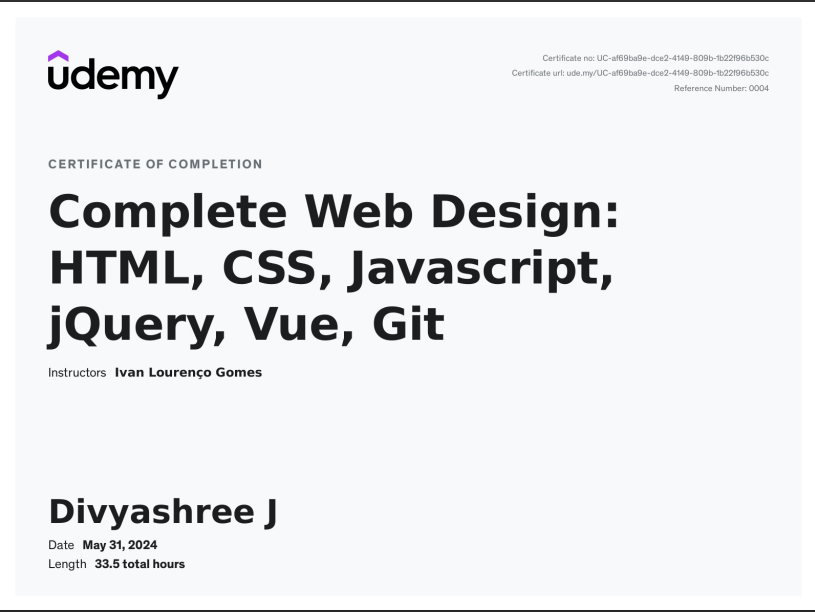 udemy
Certificate no: UC-af69ba9e-dce2-4149-809b-1b22f96b530c
Certificate url: ude.my/UC-af69ba9e-dce2-4149-809b-1b22f96b530c
Reference Number: 0004
CERTIFICATE OF COMPLETION
Complete Web Design:
HTML, CSS, Javascript,
jQuery, Vue, Git
Instructors Ivan Lourenço Gomes
Divyashree J
Date May 31, 2024
Length 33.5 total hours